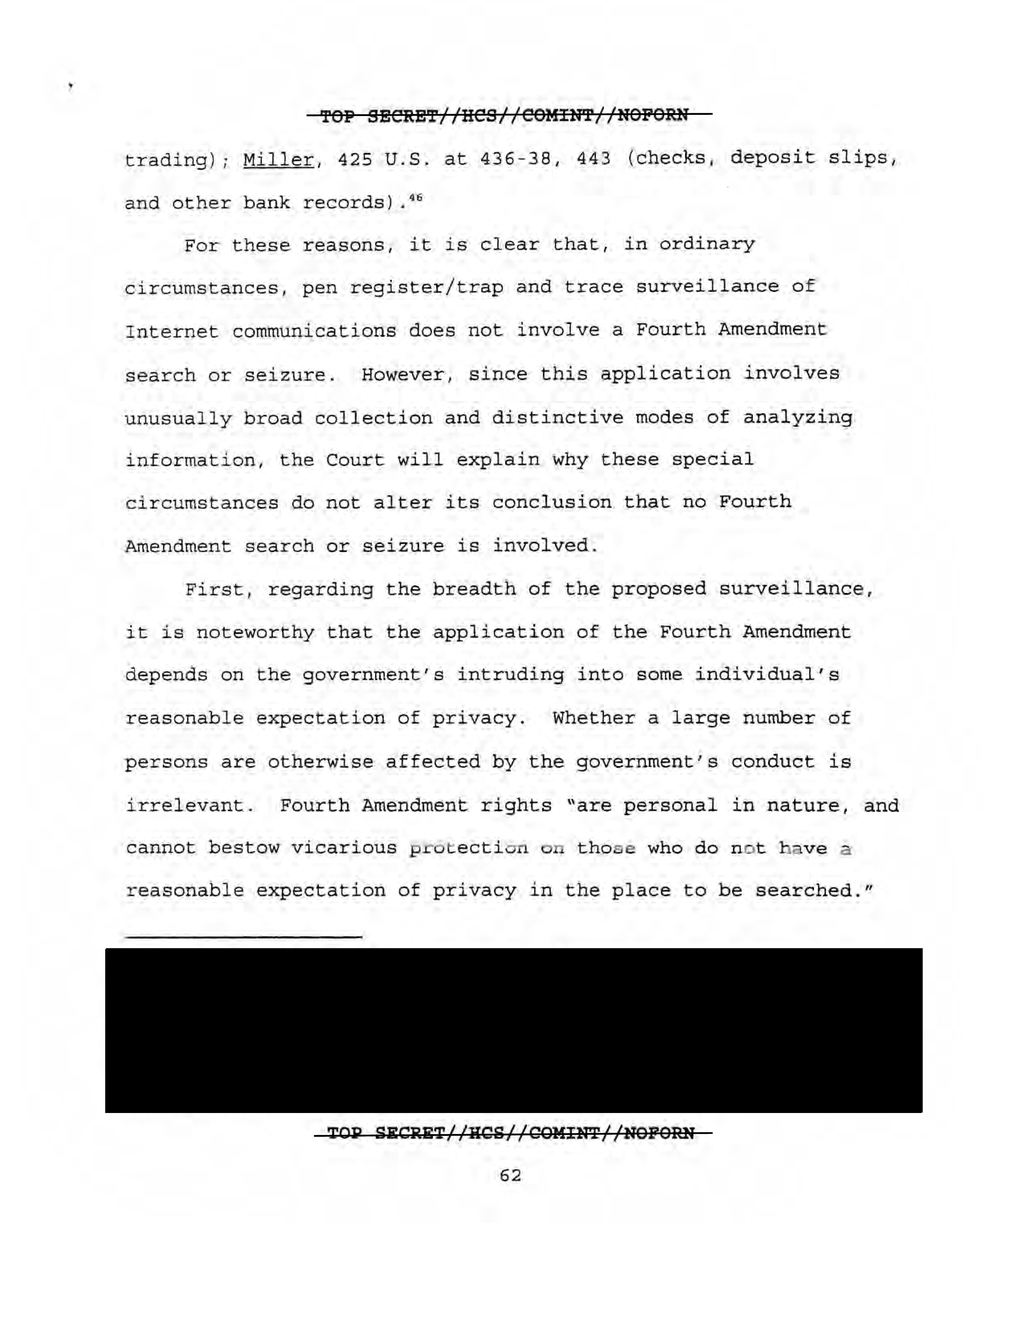 TOP SECRET//HCS//COMINT//NOFORN
trading); Miller, 425 U.S. at 436-38, 443 (checks, deposit slips,
and other bank records).46
For these reasons, it is clear that, in ordinary
circumstances, pen register/trap and trace surveillance of
Internet communications does not involve a Fourth Amendment
search or seizure. However, since this application involves
unusually broad collection and distinctive modes of analyzing
information, the Court will explain why these special
circumstances do not alter its conclusion that no Fourth
Amendment search or seizure is involved.
First, regarding the breadth of the proposed surveillance,
it is noteworthy that the application of the Fourth Amendment
depends on the government's intruding into some individual's
reasonable expectation of privacy. Whether a large number of
persons are otherwise affected by the government's conduct is
irrelevant. Fourth Amendment rights "are personal in nature, and
cannot bestow vicarious protection on those who do not have a
reasonable expectation of privacy in the place to be searched."
TOP SECRET//HCS//COMINT//NOFORN
62